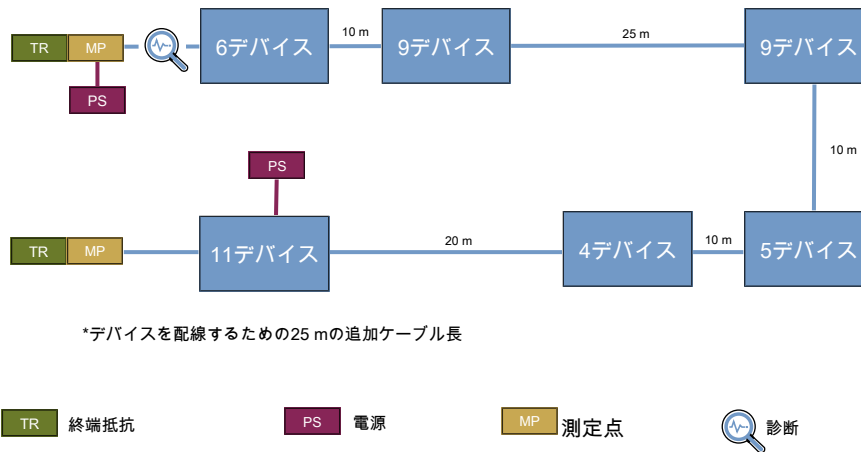 TR MP 6デバイス 10 m 9デバイス 25 m 9デバイス
PS
10 m
PS
TR MP 11デバイス 20 m 4デバイス 10 m 5デバイス
*デバイスを配線するための25 mの追加ケーブル長
TR 終端抵抗 PS 電源 MP 測定点 診断